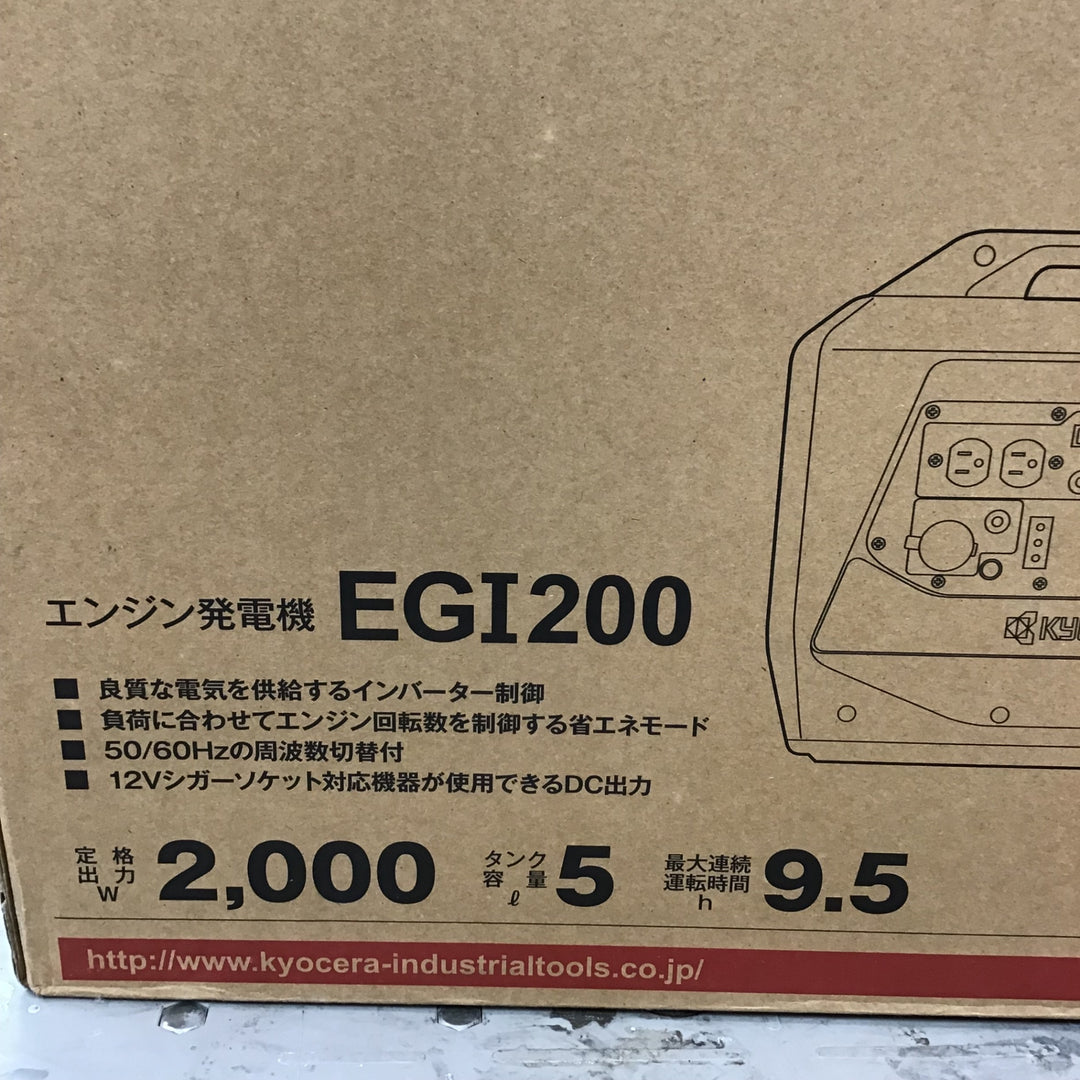 エンジン発電機 EGI200
■ 良質な電気を供給するインバーター制御
■ 負荷に合わせてエンジン回転数を制御する省エネモード
■ 50/60Hzの周波数切替付
■ 12Vシガーソケット対応機器が使用できるDC出力
定格出力 W 2,000 タンク容量 ℓ 5 最大連続運転時間 h 9.5
http://www.kyocera-industrialtools.co.jp/